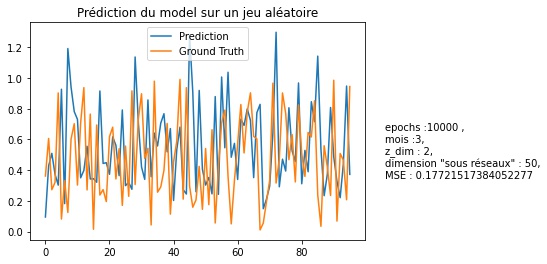 Prédiction du model sur un jeu aléatoire
Prediction
Ground Truth
1.2
1.0
0.8
0.6
0.4
0.2
0.0
0 20 40 60 80
epochs :10000 ,
mois :3,
z_dim : 2,
dimension "sous réseaux" : 50,
MSE : 0.17721517384052277